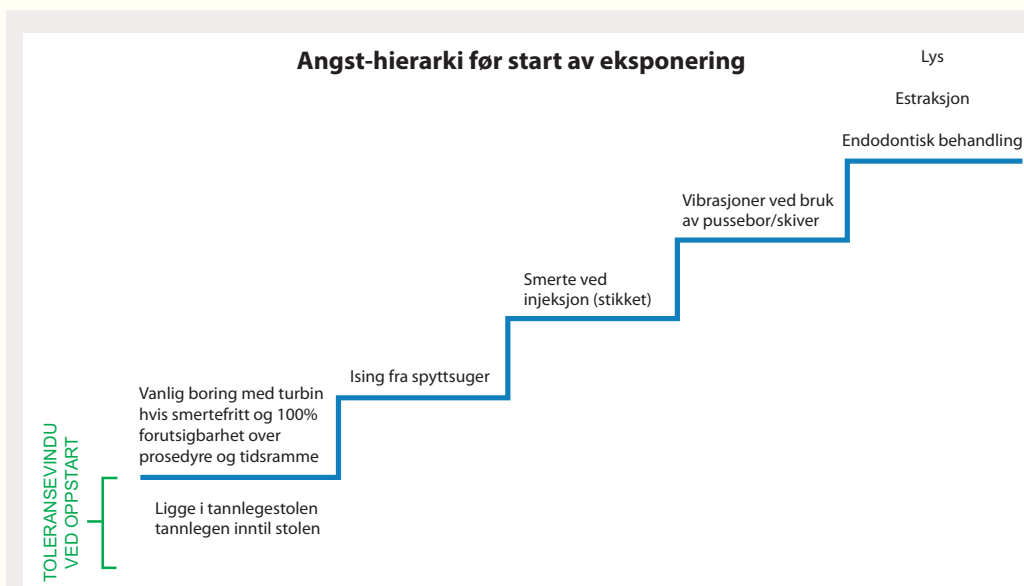 Angst-hierarki før start av eksponering
Lys
Estraksjon
Endodontisk behandling
Vibrasjoner ved bruk
av pussebor/skiver
Smerte ved
injeksjon (stikket)
Ising fra spyttsuger
Vanlig boring med turbin
hvis smertefritt og 100%
forutsigbarhet over
prosedyre og tidsramme
Ligge i tannlegestolen
tannlegen inntil stolen
TOLERANSEVINDU
VED OPPSTART